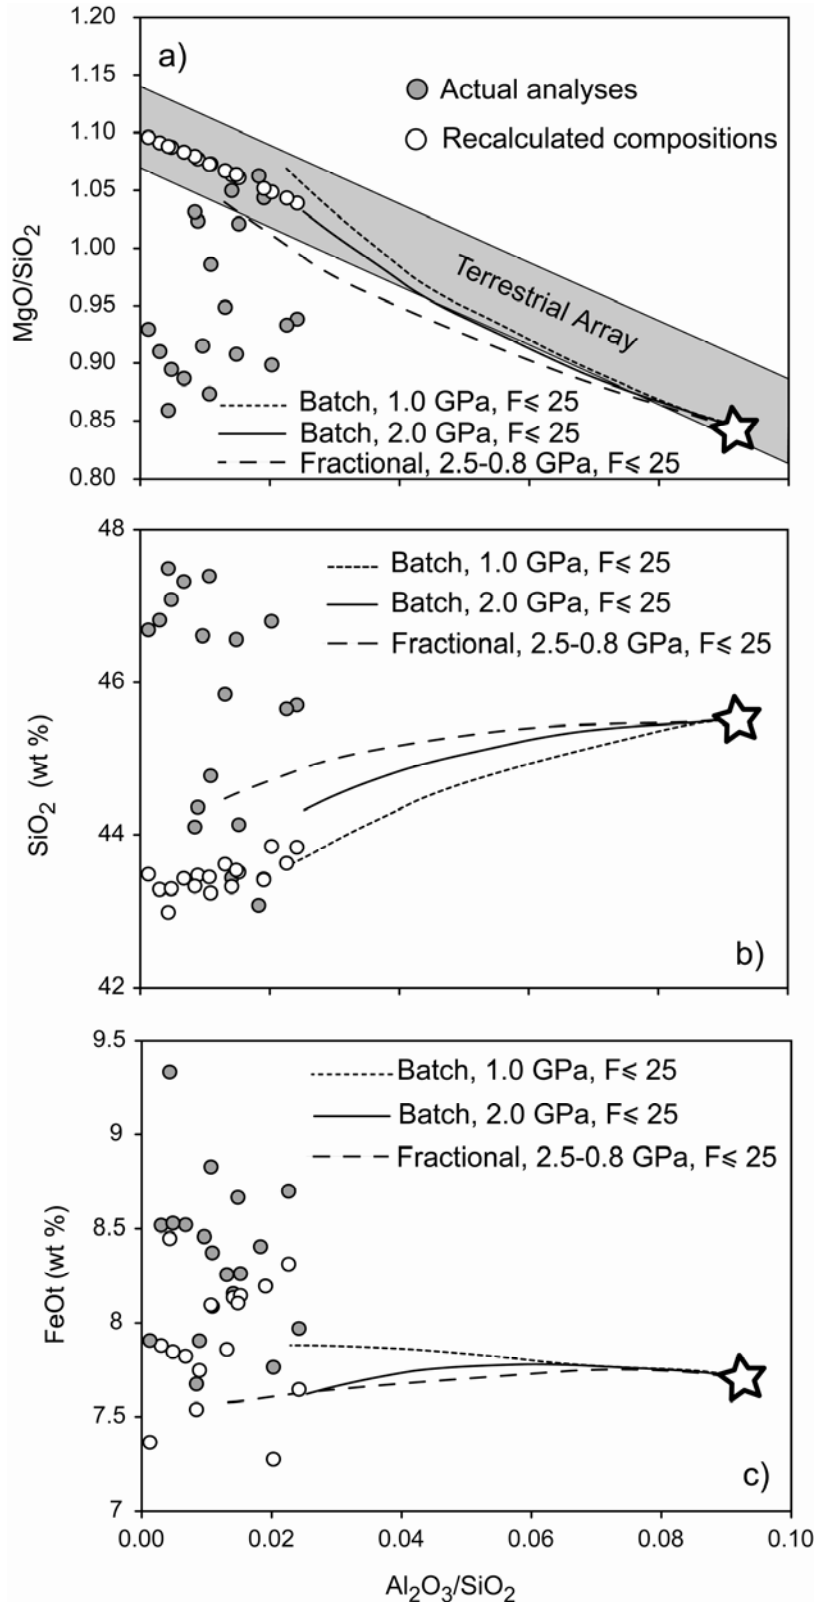 1.20
a)
1.15
Actual analyses
1.10
Recalculated compositions
1.05
MgO/SiO₂
1.00
Terrestrial Array
0.95
0.90
Batch, 1.0 GPa, F⩽ 25
0.85
Batch, 2.0 GPa, F⩽ 25
0.80
Fractional, 2.5-0.8 GPa, F⩽ 25
48
Batch, 1.0 GPa, F⩽ 25
Batch, 2.0 GPa, F⩽ 25
Fractional, 2.5-0.8 GPa, F⩽ 25
46
SiO₂ (wt %)
44
b)
42
9.5
Batch, 1.0 GPa, F⩽ 25
Batch, 2.0 GPa, F⩽ 25
9
Fractional, 2.5-0.8 GPa, F⩽ 25
8.5
FeOt (wt %)
8
7.5
c)
7
0.00 0.02 0.04 0.06 0.08 0.10
Al₂O₃/SiO₂